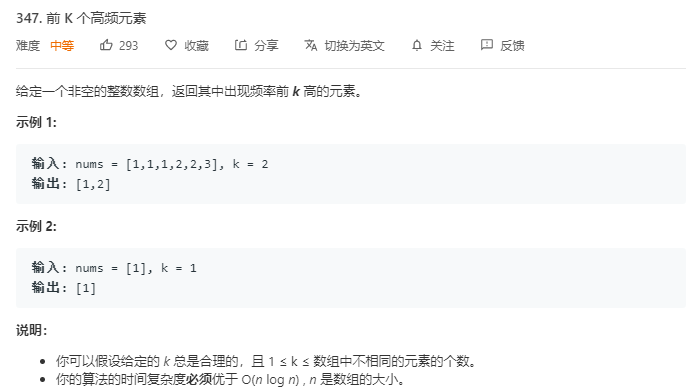 347. 前 K 个高频元素
难度 中等 293 收藏 分享 切换为英文 关注 反馈
给定一个非空的整数数组，返回其中出现频率前 k 高的元素。
示例 1:
输入: nums = [1,1,1,2,2,3], k = 2
输出: [1,2]
示例 2:
输入: nums = [1], k = 1
输出: [1]
说明：
你可以假设给定的 k 总是合理的，且 1 ≤ k ≤ 数组中不相同的元素的个数。
你的算法的时间复杂度必须优于 O(n log n) , n 是数组的大小。